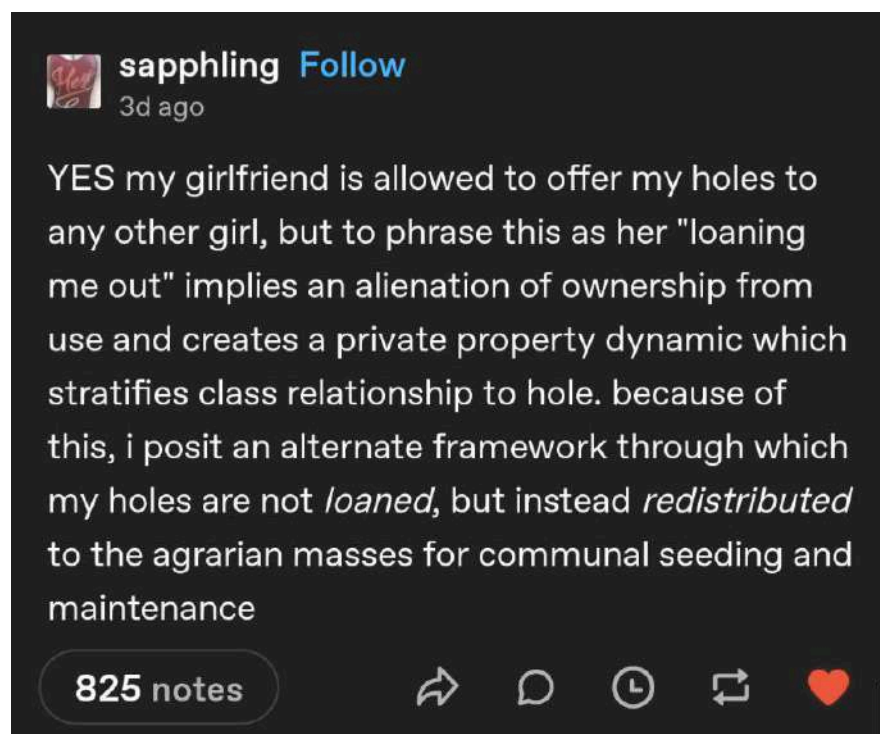 sapphling Follow
3d ago
YES my girlfriend is allowed to offer my holes to
any other girl, but to phrase this as her "loaning
me out" implies an alienation of ownership from
use and creates a private property dynamic which
stratifies class relationship to hole. because of
this, i posit an alternate framework through which
my holes are not loaned, but instead redistributed
to the agrarian masses for communal seeding and
maintenance
825 notes